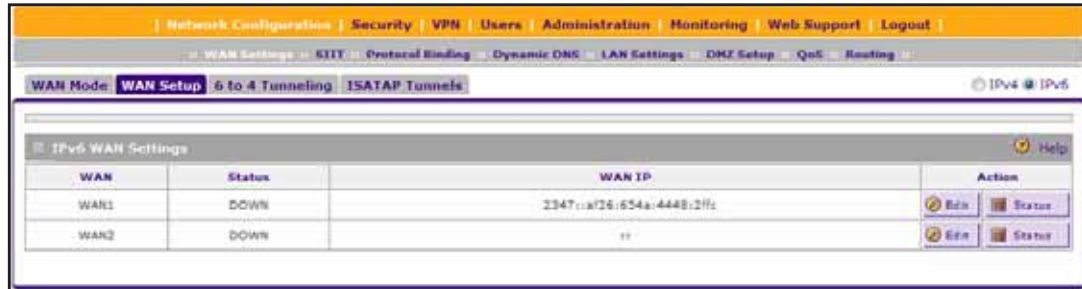 Network Configuration | Security | VPN | Users | Administration | Monitoring | Web Support | Logout
WAN Settings :: SIIT :: Protocol Binding :: Dynamic DNS :: LAN Settings :: DMZ Setup :: QoS :: Routing
WAN Mode WAN Setup 6 to 4 Tunneling ISATAP Tunnels IPv4 IPv6
IPv6 WAN Settings Help
WAN Status WAN IP Action
WAN1 DOWN 2347::af26:654a:4448:2ffc Edit Status
WAN2 DOWN :: Edit Status